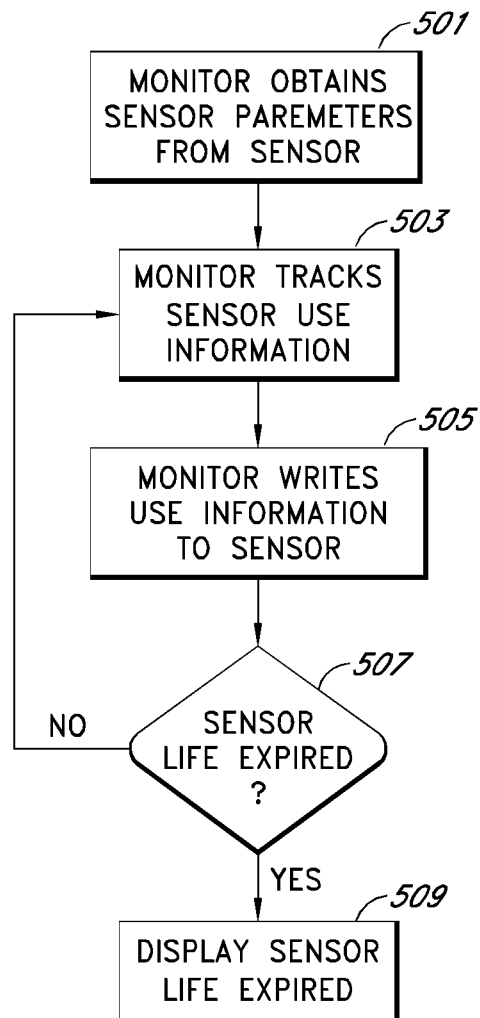 501
MONITOR OBTAINS
SENSOR PAREMETERS
FROM SENSOR
503
MONITOR TRACKS
SENSOR USE
INFORMATION
505
MONITOR WRITES
USE INFORMATION
TO SENSOR
507
SENSOR
LIFE EXPIRED
?
NO
YES
509
DISPLAY SENSOR
LIFE EXPIRED